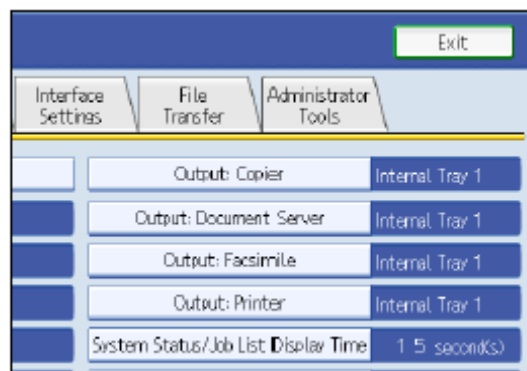 Exit
Interface Settings
File Transfer
Administrator Tools
Output: Copier Internal Tray 1
Output: Document Server Internal Tray 1
Output: Facsimile Internal Tray 1
Output: Printer Internal Tray 1
System Status/Job List Display Time 15 second(s)